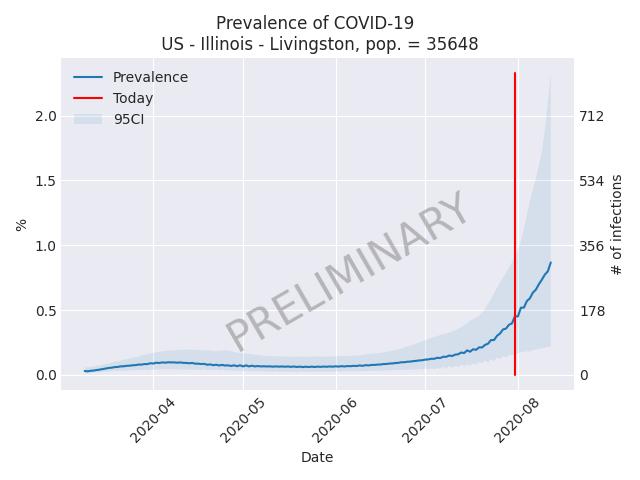 Prevalence of COVID-19
US - Illinois - Livingston, pop. = 35648
Prevalence
Today
95CI
2.0
1.5
1.0
0.5
0.0
%
712
534
356
178
0
# of infections
PRELIMINARY
2020-04
2020-05
2020-06
2020-07
2020-08
Date